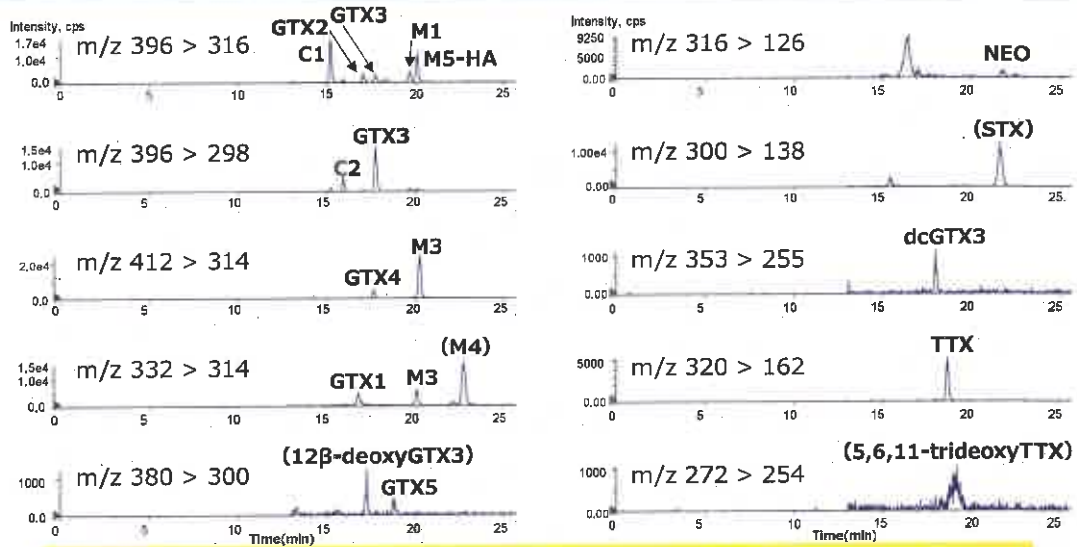 Intensity, cps
m/z 396 > 316
1.7e4
1.0e4
0.0
C1
GTX2
GTX3
M1
M5-HA
0 5 10 15 20 25
m/z 396 > 298
1.5e4
1.0e4
0.0
C2
GTX3
0 5 10 15 20 25
m/z 412 > 314
2.0e4
0.0
GTX4
M3
0 5 10 15 20 25
m/z 332 > 314
1.5e4
1.0e4
0.0
GTX1
M3
(M4)
0 5 10 15 20 25
m/z 380 > 300
1000
0.0
(12β-deoxyGTX3)
GTX5
0 5 10 15 20 25
Time(min)
Intensity, cps
m/z 316 > 126
9250
5000
0.00
NEO
0 5 10 15 20 25
m/z 300 > 138
1.00e4
0.00
(STX)
0 5 10 15 20 25
m/z 353 > 255
1000
0.00
dcGTX3
0 5 10 15 20 25
m/z 320 > 162
5000
0.00
TTX
0 5 10 15 20 25
m/z 272 > 254
1000
0.00
(5,6,11-trideoxyTTX)
0 5 10 15 20 25
Time(min)